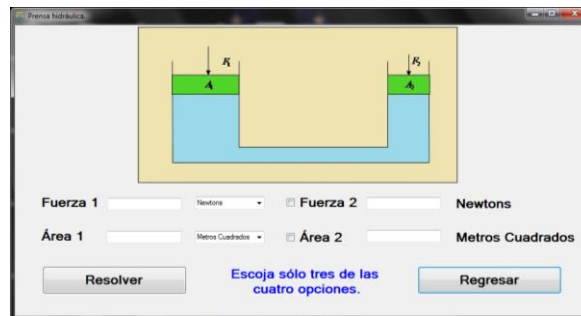 Prensa hidráulica.
F₁ F₂
A₁ A₂
Fuerza 1 Newtons Fuerza 2 Newtons
Área 1 Metros Cuadrados Área 2 Metros Cuadrados
Resolver Escoja sólo tres de las Regresar
cuatro opciones.